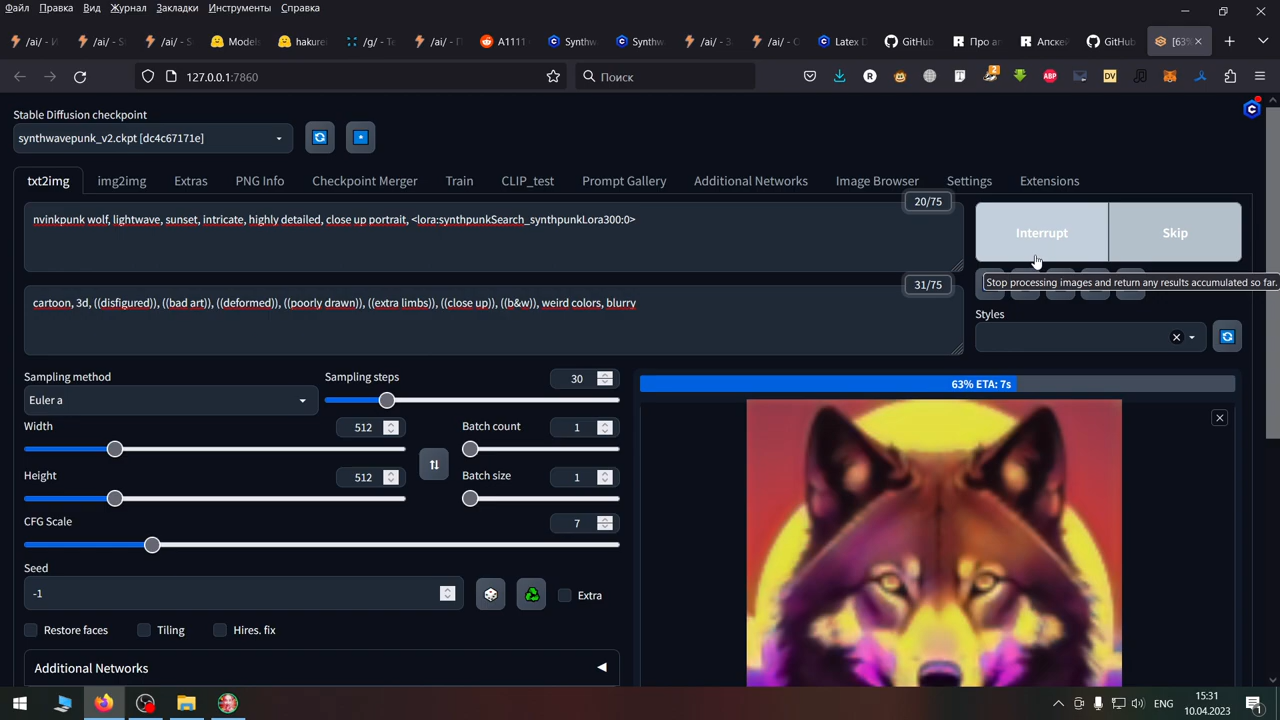 Файл Правка Вид Журнал Закладки Инструменты Справка
/ai/ - И /ai/ - S /ai/ - S Models hakure /g/ - Te /ai/ - П A1111 Synthw Synthw /ai/ - З /ai/ - О Latex D GitHub Про ап Апскей GitHub [63%
127.0.0.1:7860 Поиск
Stable Diffusion checkpoint
synthwavepunk_v2.ckpt [dc4c67171e]
txt2img img2img Extras PNG Info Checkpoint Merger Train CLIP_test Prompt Gallery Additional Networks Image Browser Settings Extensions
20/75
nvinkpunk wolf, lightwave, sunset, intricate, highly detailed, close up portrait, <lora:synthpunkSearch_synthpunkLora300:0>
Interrupt Skip
Stop processing images and return any results accumulated so far.
31/75
cartoon, 3d, ((disfigured)), ((bad art)), ((deformed)), ((poorly drawn)), ((extra limbs)), ((close up)), ((b&w)), weird colors, blurry
Styles
Sampling method Sampling steps 30
Euler a
63% ETA: 7s
Width 512 Batch count 1
Height 512 Batch size 1
CFG Scale 7
Seed
-1
Extra
Restore faces Tiling Hires. fix
Additional Networks
ENG 15:31
10.04.2023